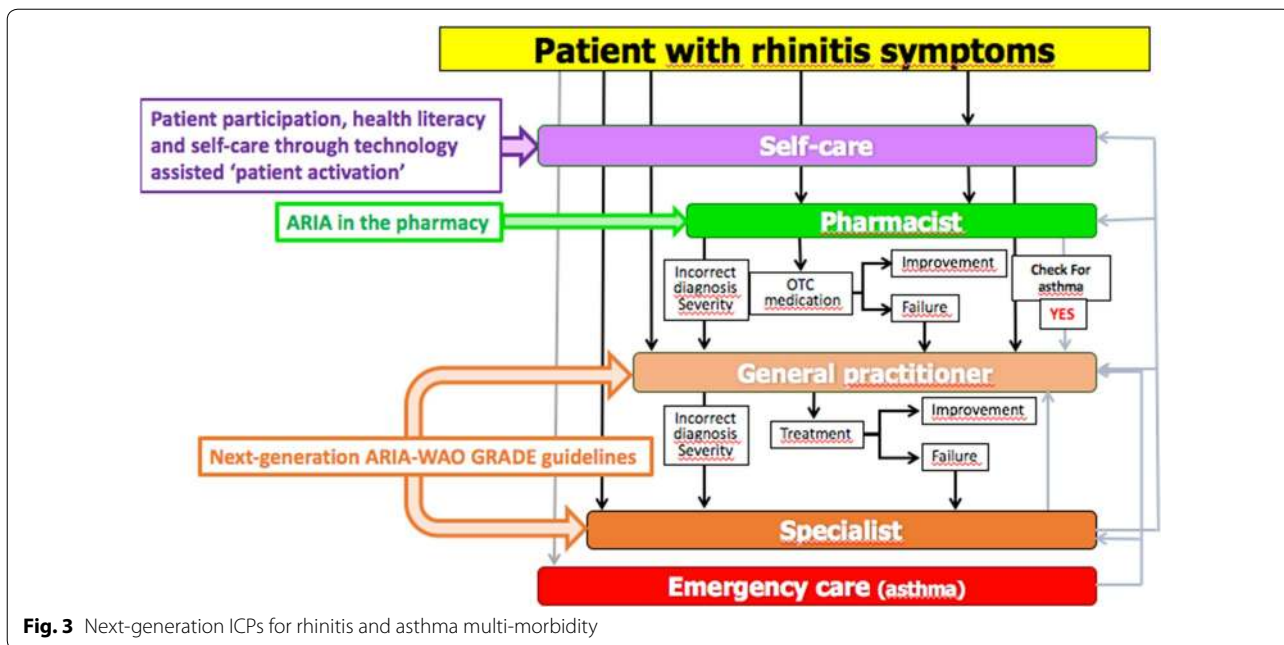 Patient with rhinitis symptoms
Patient participation, health literacy
and self-care through technology
assisted ‘patient activation’
Self-care
ARIA in the pharmacy
Pharmacist
Incorrect
diagnosis
Severity
OTC
medication
Improvement
Failure
Check For
asthma
YES
General practitioner
Incorrect
diagnosis
Severity
Treatment
Improvement
Failure
Next-generation ARIA-WAO GRADE guidelines
Specialist
Emergency care (asthma)
Fig. 3 Next-generation ICPs for rhinitis and asthma multi-morbidity